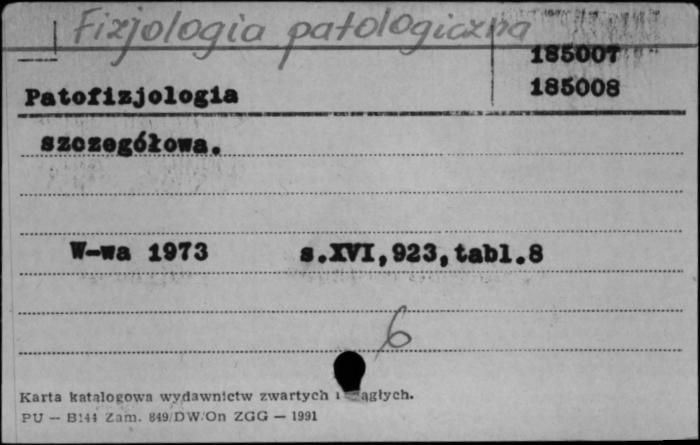 Fizjologia patologiczna
185007
185008
Patofizjologia
szczegółowa.
W-wa 1973 s.XVI,923,tabl.8
6
Karta katalogowa wydawnictw zwartych i ągłych.
PU — B144 Zam. 849/DW/On ZGG — 1991